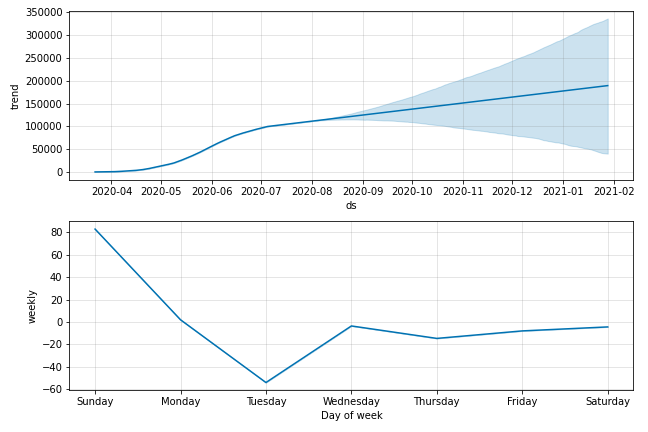 350000
300000
250000
200000
150000
100000
50000
0
trend
2020-04 2020-05 2020-06 2020-07 2020-08 2020-09 2020-10 2020-11 2020-12 2021-01 2021-02
ds
80
60
40
20
0
−20
−40
−60
weekly
Sunday Monday Tuesday Wednesday Thursday Friday Saturday
Day of week